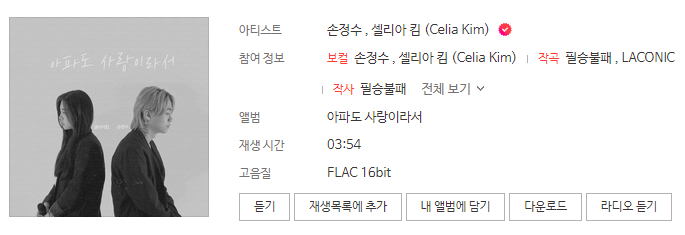 아파도 사랑이라서
아티스트 손정수 , 셀리아 킴 (Celia Kim)
참여 정보 보컬 손정수 , 셀리아 킴 (Celia Kim) 작곡 필승불패 , LACONIC
작사 필승불패 전체 보기
앨범 아파도 사랑이라서
재생 시간 03:54
고음질 FLAC 16bit
듣기 재생목록에 추가 내 앨범에 담기 다운로드 라디오 듣기